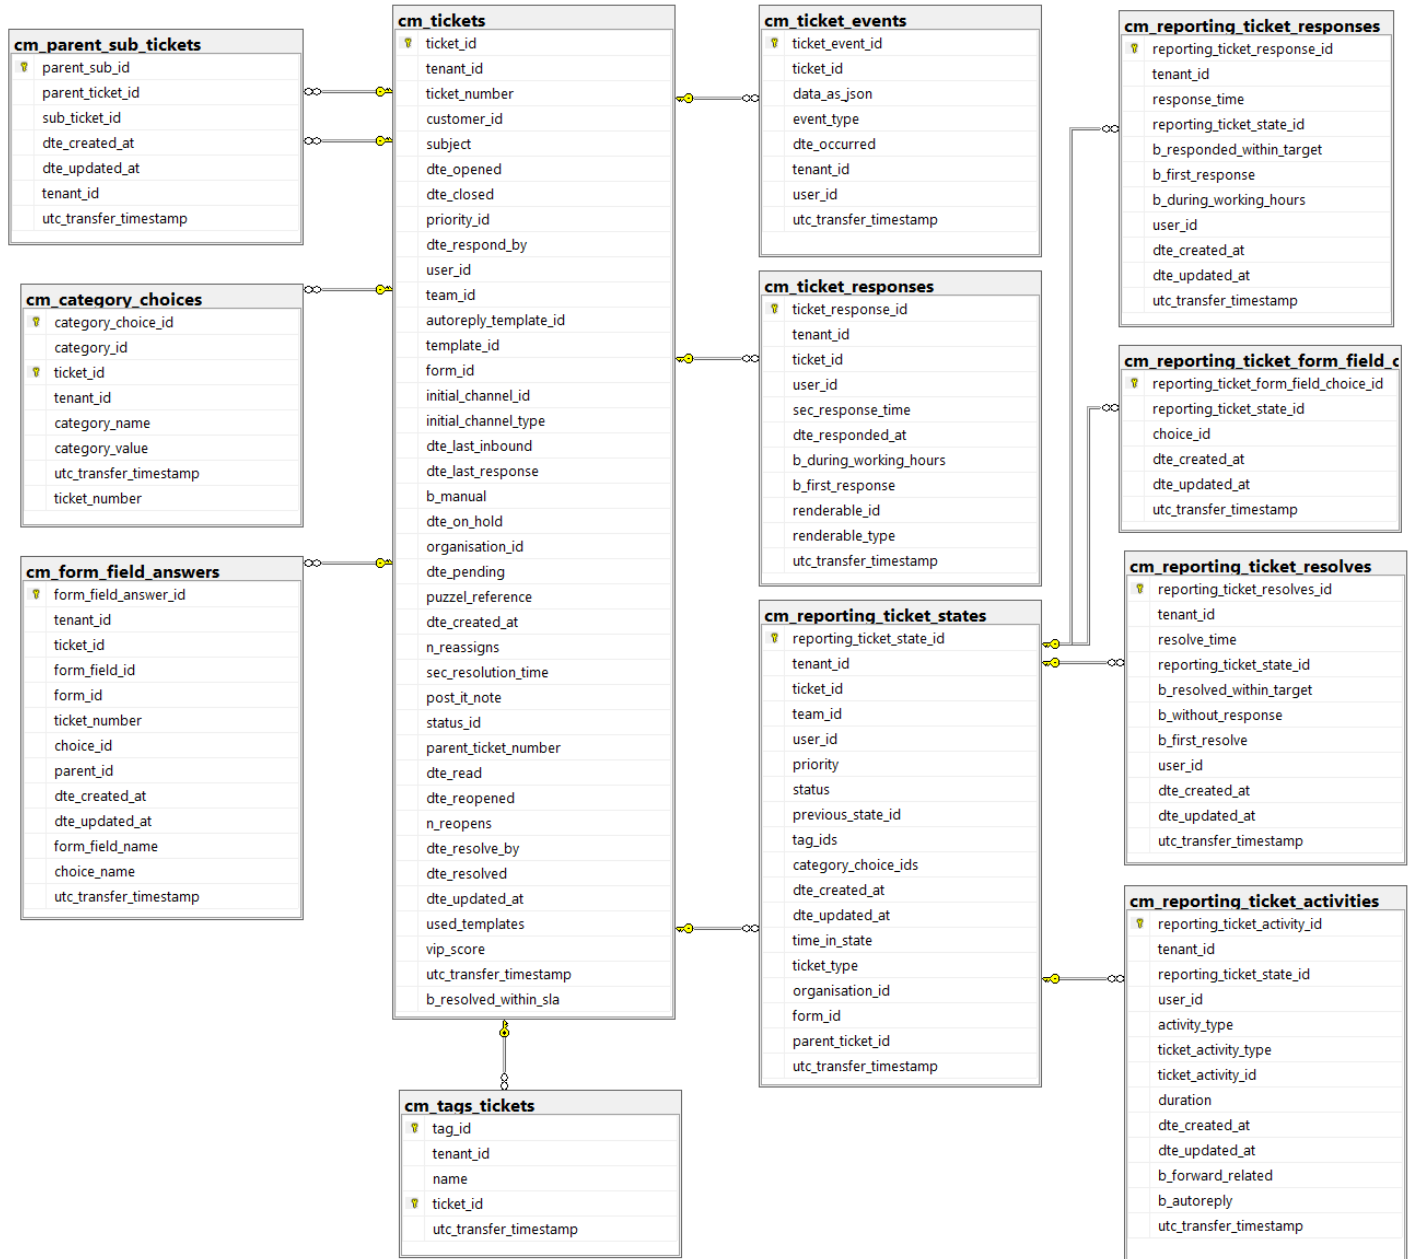 cm_parent_sub_tickets
parent_sub_id
parent_ticket_id
sub_ticket_id
dte_created_at
dte_updated_at
tenant_id
utc_transfer_timestamp
cm_category_choices
category_choice_id
category_id
ticket_id
tenant_id
category_name
category_value
utc_transfer_timestamp
ticket_number
cm_form_field_answers
form_field_answer_id
tenant_id
ticket_id
form_field_id
form_id
ticket_number
choice_id
parent_id
dte_created_at
dte_updated_at
form_field_name
choice_name
utc_transfer_timestamp
cm_tickets
ticket_id
tenant_id
ticket_number
customer_id
subject
dte_opened
dte_closed
priority_id
dte_respond_by
user_id
team_id
autoreply_template_id
template_id
form_id
initial_channel_id
initial_channel_type
dte_last_inbound
dte_last_response
b_manual
dte_on_hold
organisation_id
dte_pending
puzzel_reference
dte_created_at
n_reassigns
sec_resolution_time
post_it_note
status_id
parent_ticket_number
dte_read
dte_reopened
n_reopens
dte_resolve_by
dte_resolved
dte_updated_at
used_templates
vip_score
utc_transfer_timestamp
b_resolved_within_sla
cm_tags_tickets
tag_id
tenant_id
name
ticket_id
utc_transfer_timestamp
cm_ticket_events
ticket_event_id
ticket_id
data_as_json
event_type
dte_occurred
tenant_id
user_id
utc_transfer_timestamp
cm_ticket_responses
ticket_response_id
tenant_id
ticket_id
user_id
sec_response_time
dte_responded_at
b_during_working_hours
b_first_response
renderable_id
renderable_type
utc_transfer_timestamp
cm_reporting_ticket_states
reporting_ticket_state_id
tenant_id
ticket_id
team_id
user_id
priority
status
previous_state_id
tag_ids
category_choice_ids
dte_created_at
dte_updated_at
time_in_state
ticket_type
organisation_id
form_id
parent_ticket_id
utc_transfer_timestamp
cm_reporting_ticket_responses
reporting_ticket_response_id
tenant_id
response_time
reporting_ticket_state_id
b_responded_within_target
b_first_response
b_during_working_hours
user_id
dte_created_at
dte_updated_at
utc_transfer_timestamp
cm_reporting_ticket_form_field_c
reporting_ticket_form_field_choice_id
reporting_ticket_state_id
choice_id
dte_created_at
dte_updated_at
utc_transfer_timestamp
cm_reporting_ticket_resolves
reporting_ticket_resolves_id
tenant_id
resolve_time
reporting_ticket_state_id
b_resolved_within_target
b_without_response
b_first_resolve
user_id
dte_created_at
dte_updated_at
utc_transfer_timestamp
cm_reporting_ticket_activities
reporting_ticket_activity_id
tenant_id
reporting_ticket_state_id
user_id
activity_type
ticket_activity_type
ticket_activity_id
duration
dte_created_at
dte_updated_at
b_forward_related
b_autoreply
utc_transfer_timestamp